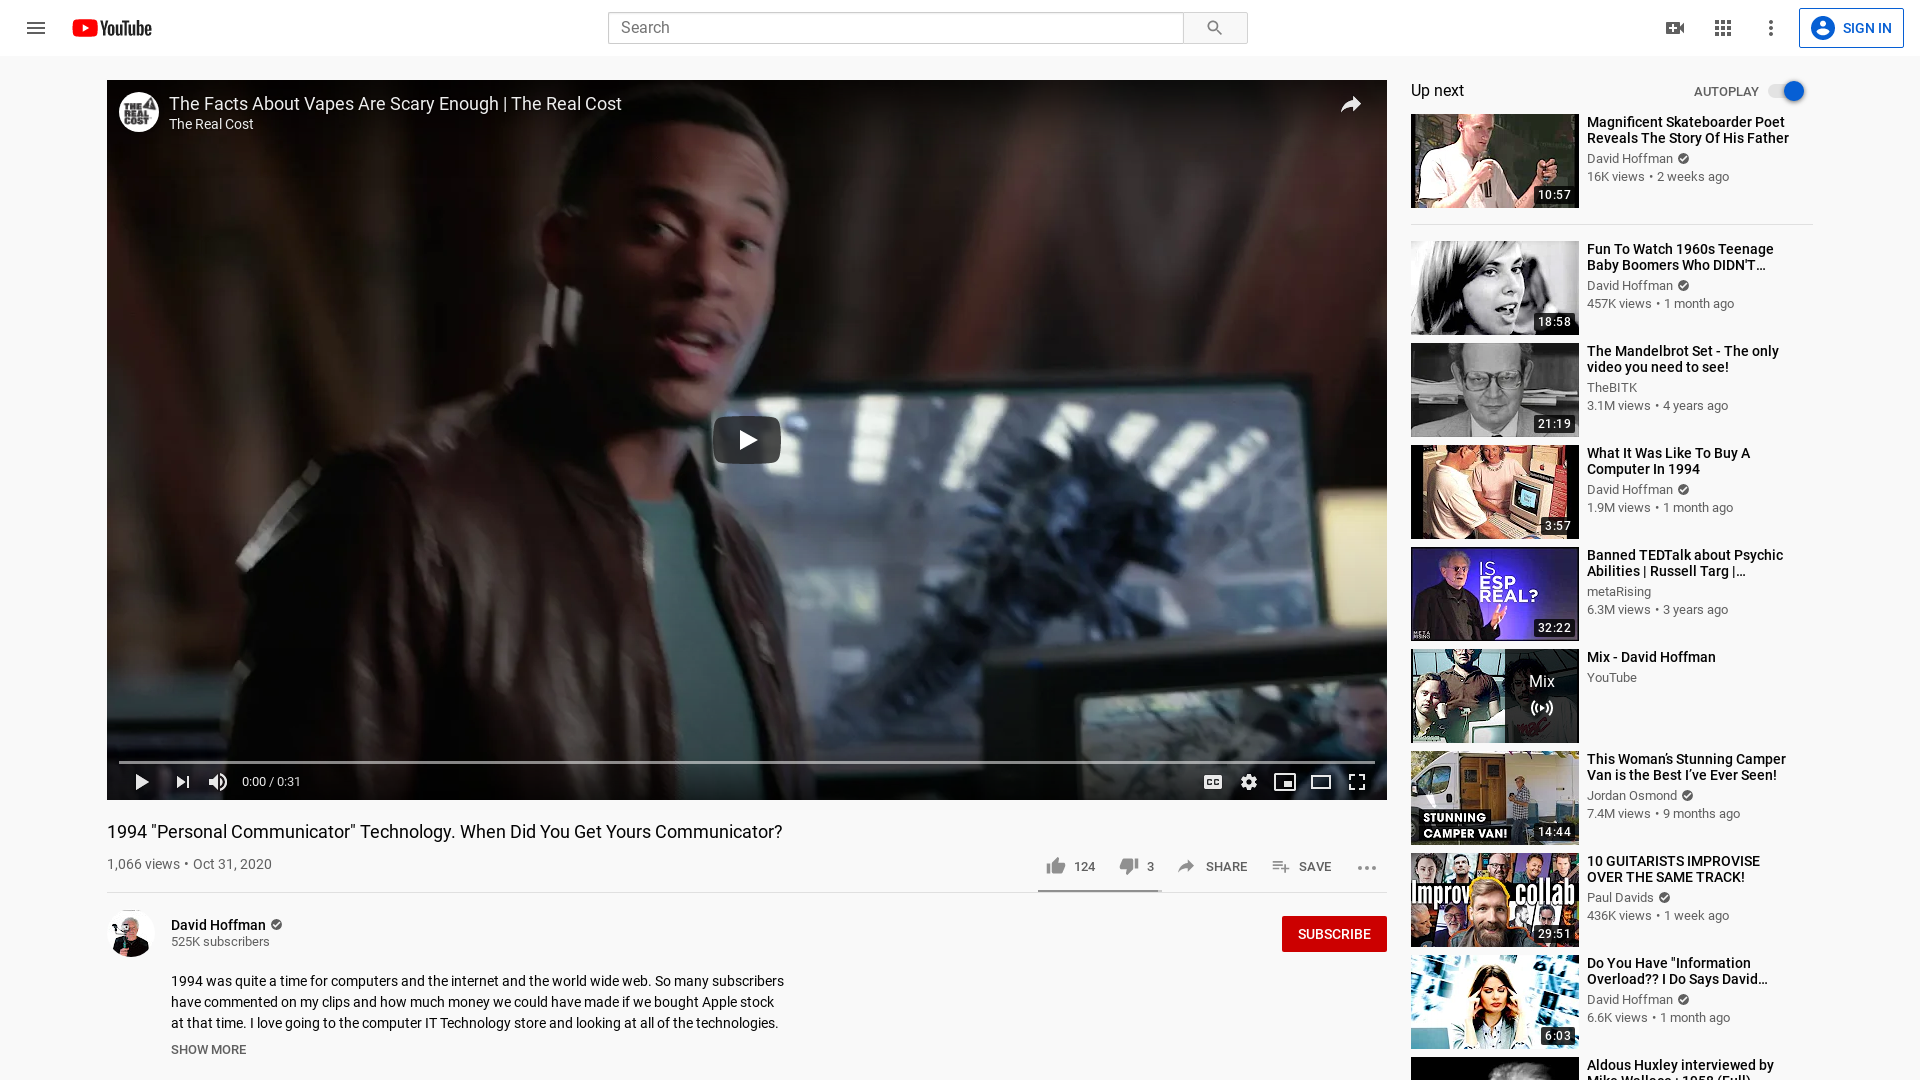 YouTube
Search
SIGN IN
THE REAL COST
The Facts About Vapes Are Scary Enough | The Real Cost
The Real Cost
0:00 / 0:31
CC
1994 "Personal Communicator" Technology. When Did You Get Yours Communicator?
1,066 views • Oct 31, 2020
124
3
SHARE
SAVE
David Hoffman
525K subscribers
SUBSCRIBE
1994 was quite a time for computers and the internet and the world wide web. So many subscribers
have commented on my clips and how much money we could have made if we bought Apple stock
at that time. I love going to the computer IT Technology store and looking at all of the technologies.
SHOW MORE
Up next
AUTOPLAY
10:57
Magnificent Skateboarder Poet
Reveals The Story Of His Father
David Hoffman
16K views • 2 weeks ago
18:58
Fun To Watch 1960s Teenage
Baby Boomers Who DIDN'T…
David Hoffman
457K views • 1 month ago
21:19
The Mandelbrot Set - The only
video you need to see!
TheBITK
3.1M views • 4 years ago
3:57
What It Was Like To Buy A
Computer In 1994
David Hoffman
1.9M views • 1 month ago
IS
ESP
REAL?
META
RISING
32:22
Banned TEDTalk about Psychic
Abilities | Russell Targ |…
metaRising
6.3M views • 3 years ago
Mix
Mix - David Hoffman
YouTube
STUNNING
CAMPER VAN!
14:44
This Woman’s Stunning Camper
Van is the Best I’ve Ever Seen!
Jordan Osmond
7.4M views • 9 months ago
Improv collab
29:51
10 GUITARISTS IMPROVISE
OVER THE SAME TRACK!
Paul Davids
436K views • 1 week ago
6:03
Do You Have "Information
Overload?? I Do Says David…
David Hoffman
6.6K views • 1 month ago
Aldous Huxley interviewed by
Mike Wallace : 1958 (Full)